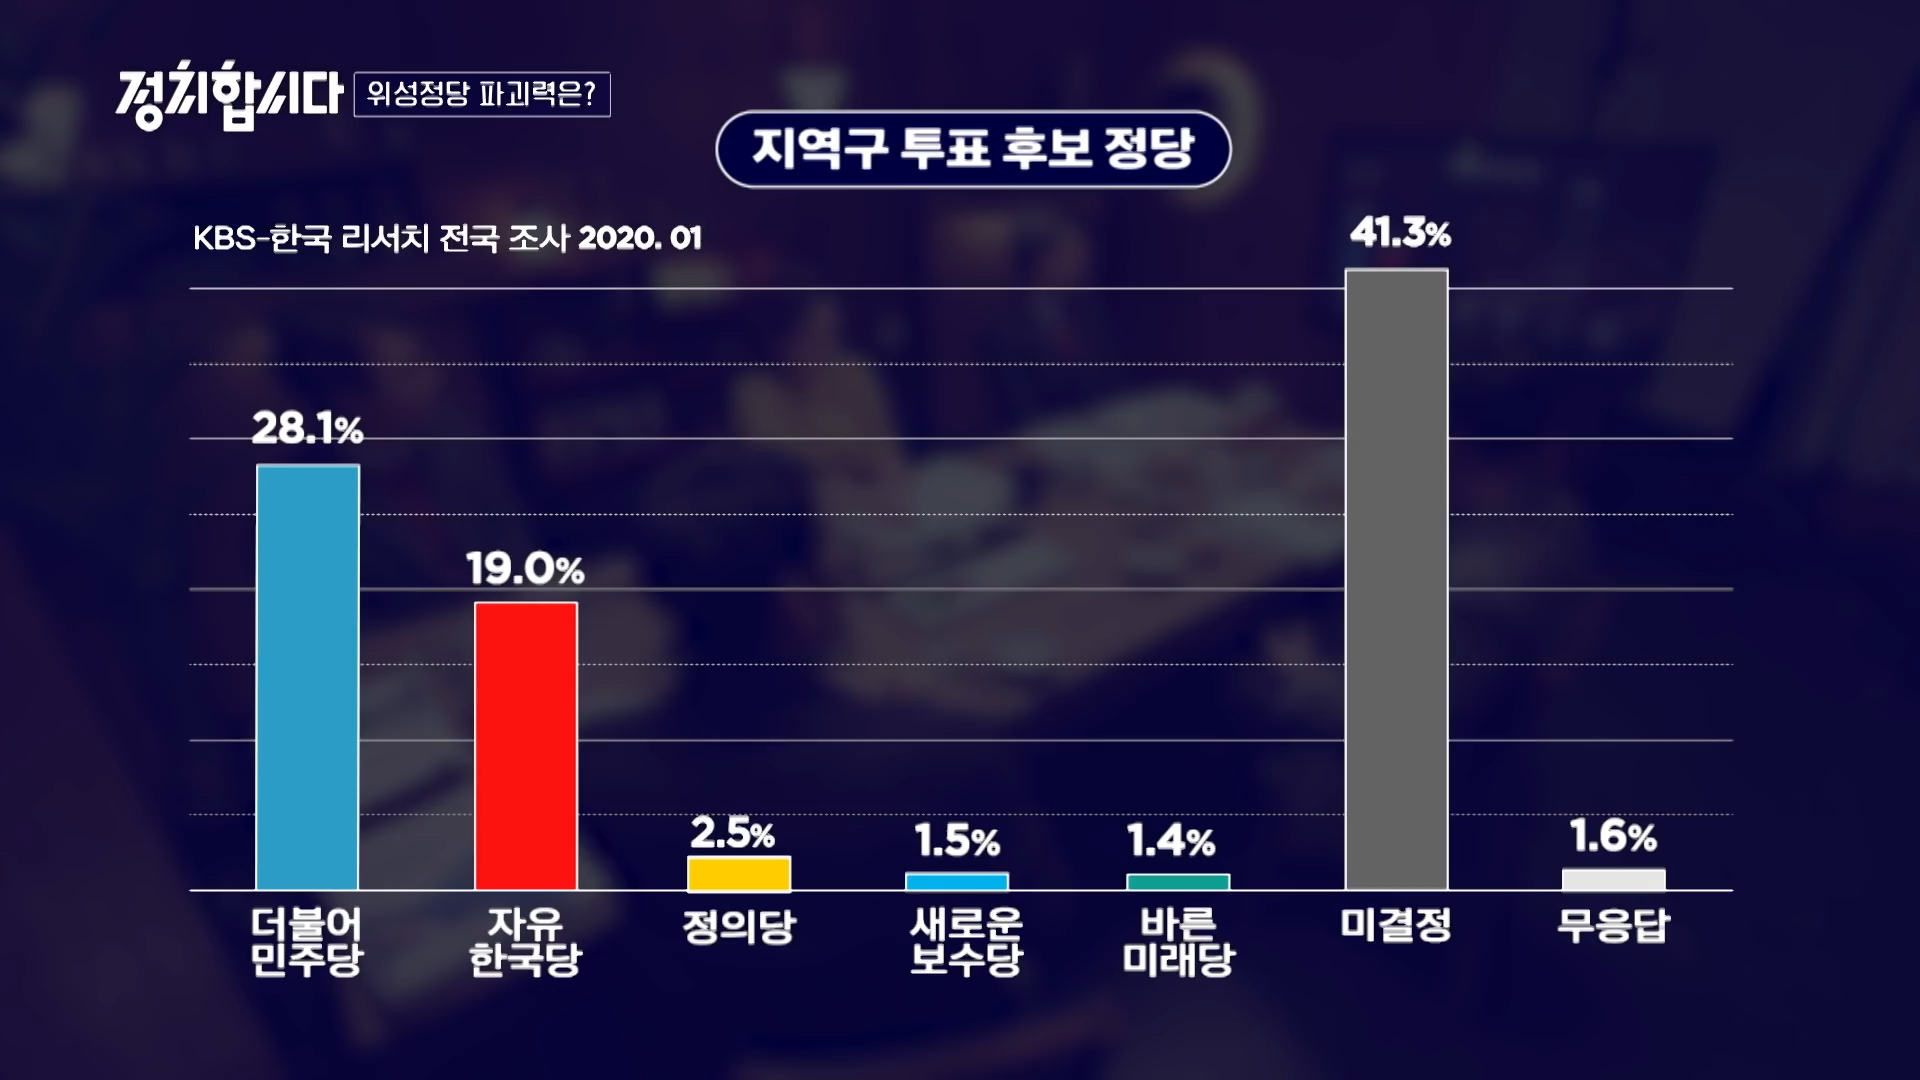 정치합시다 위성정당 파괴력은?
지역구 투표 후보 정당
KBS-한국 리서치 전국 조사 2020. 01
41.3%
28.1%
19.0%
2.5%
1.5%
1.4%
1.6%
더불어
민주당
자유
한국당
정의당
새로운
보수당
바른
미래당
미결정
무응답